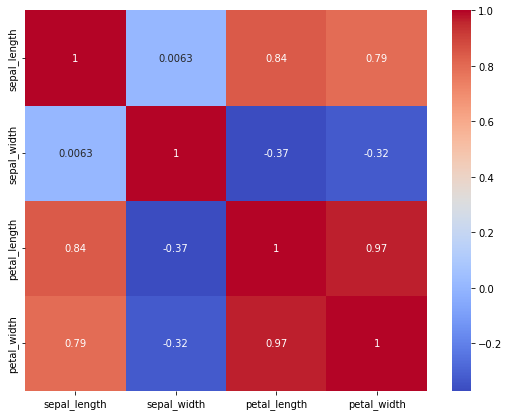 sepal_length 1 0.0063 0.84 0.79
sepal_width 0.0063 1 -0.37 -0.32
petal_length 0.84 -0.37 1 0.97
petal_width 0.79 -0.32 0.97 1
sepal_length sepal_width petal_length petal_width
1.0
0.8
0.6
0.4
0.2
0.0
-0.2